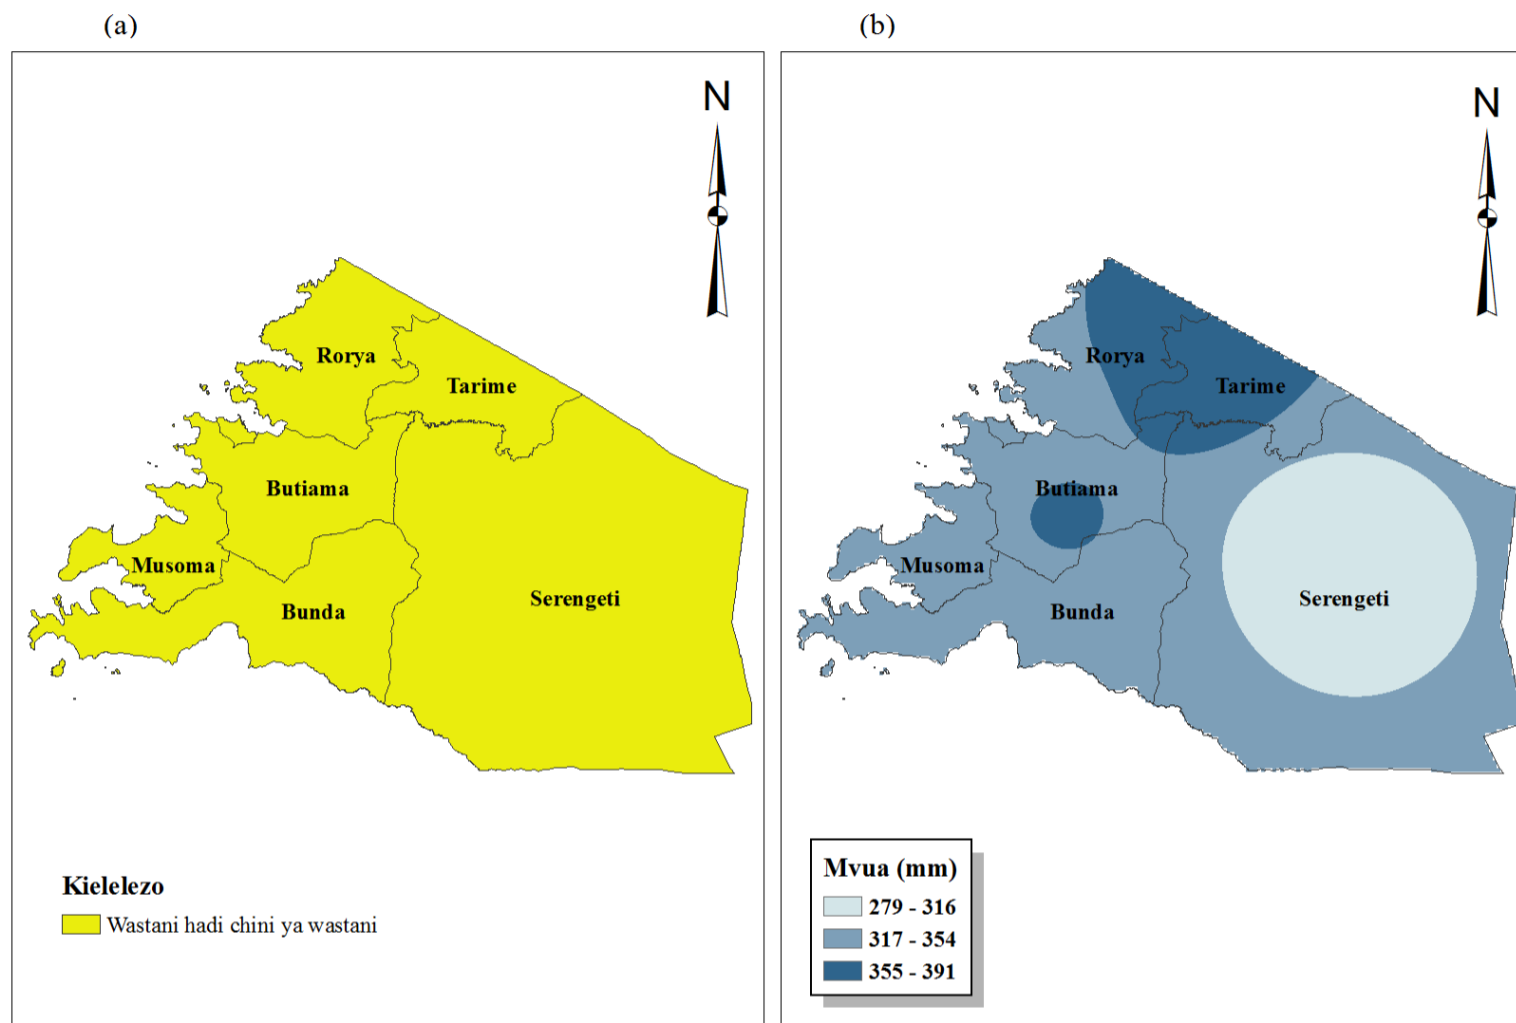 (a)
N
Rorya
Tarime
Butiama
Musoma
Bunda
Serengeti
Kielelezo
Wastani hadi chini ya wastani
(b)
N
Rorya
Tarime
Butiama
Musoma
Bunda
Serengeti
Mvua (mm)
279 - 316
317 - 354
355 - 391